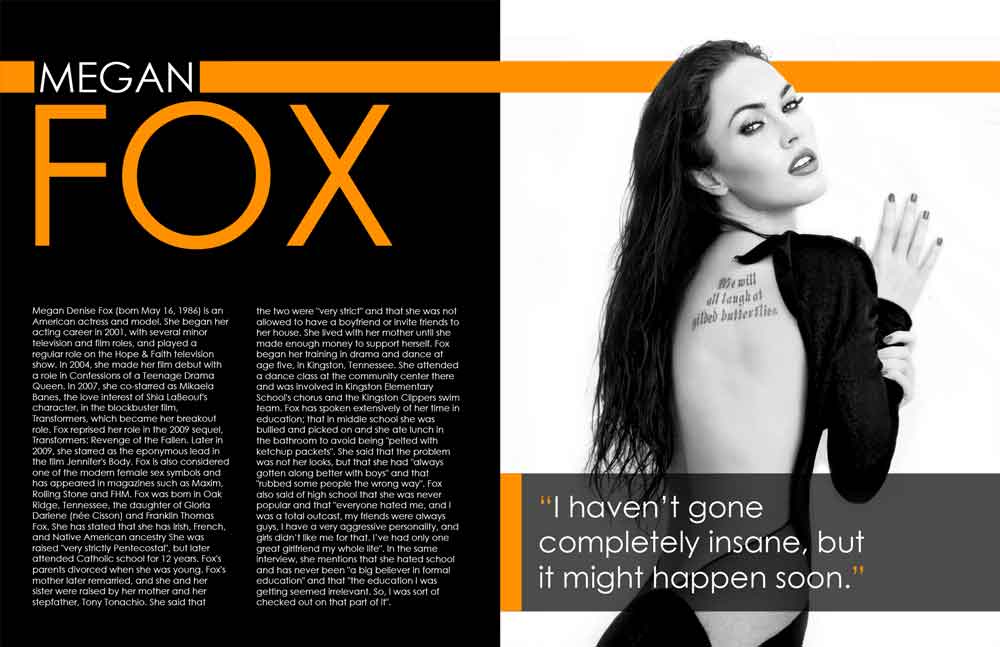 MEGAN
FOX
Megan Denise Fox (born May 16, 1986) is an
American actress and model. She began her
acting career in 2001, with several minor
television and film roles, and played a
regular role on the Hope & Faith television
show. In 2004, she made her film debut with
a role in Confessions of a Teenage Drama
Queen. In 2007, she co-starred as Mikaela
Banes, the love interest of Shia LaBeouf's
character, in the blockbuster film,
Transformers, which became her breakout
role. Fox reprised her role in the 2009 sequel,
Transformers: Revenge of the Fallen. Later in
2009, she starred as the eponymous lead in
the film Jennifer's Body. Fox is also considered
one of the modern female sex symbols and
has appeared in magazines such as Maxim,
Rolling Stone and FHM. Fox was born in Oak
Ridge, Tennessee, the daughter of Gloria
Darlene (née Cisson) and Franklin Thomas
Fox. She has stated that she has Irish, French,
and Native American ancestry She was
raised "very strictly Pentecostal", but later
attended Catholic school for 12 years. Fox's
parents divorced when she was young. Fox's
mother later remarried, and she and her
sister were raised by her mother and her
stepfather, Tony Tonachio. She said that
the two were "very strict" and that she was not
allowed to have a boyfriend or invite friends to
her house. She lived with her mother until she
made enough money to support herself. Fox
began her training in drama and dance at
age five, in Kingston, Tennessee. She attended
a dance class at the community center there
and was involved in Kingston Elementary
School's chorus and the Kingston Clippers swim
team. Fox has spoken extensively of her time in
education; that in middle school she was
bullied and picked on and she ate lunch in
the bathroom to avoid being "pelted with
ketchup packets". She said that the problem
was not her looks, but that she had "always
gotten along better with boys" and that
"rubbed some people the wrong way". Fox
also said of high school that she was never
popular and that "everyone hated me, and I
was a total outcast, my friends were always
guys, I have a very aggressive personality, and
girls didn't like me for that. I've had only one
great girlfriend my whole life". In the same
interview, she mentions that she hated school
and has never been "a big believer in formal
education" and that "the education I was
getting seemed irrelevant. So, I was sort of
checked out on that part of it".
We will
all laugh at
gilded butterflies.
“I haven’t gone
completely insane, but
it might happen soon.”